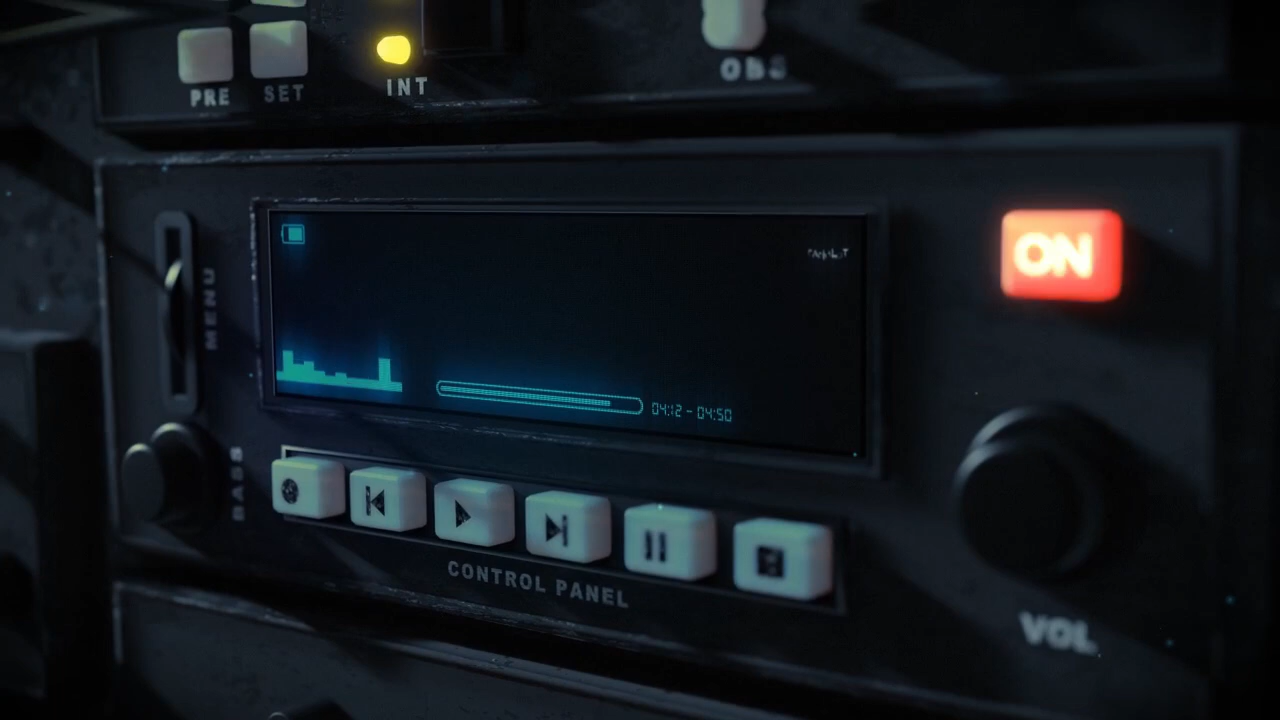 PRE
SET
INT
OBS
MENU
ON
04:12 - 04:50
BASS
CONTROL PANEL
VOL